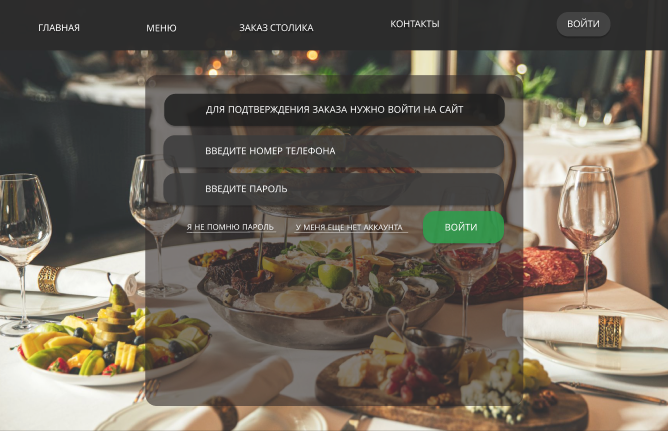 ГЛАВНАЯ
МЕНЮ
ЗАКАЗ СТОЛИКА
КОНТАКТЫ
ВОЙТИ
ДЛЯ ПОДТВЕРЖДЕНИЯ ЗАКАЗА НУЖНО ВОЙТИ НА САЙТ
ВВЕДИТЕ НОМЕР ТЕЛЕФОНА
ВВЕДИТЕ ПАРОЛЬ
Я НЕ ПОМНЮ ПАРОЛЬ
У МЕНЯ ЕЩЕ НЕТ АККАУНТА
ВОЙТИ